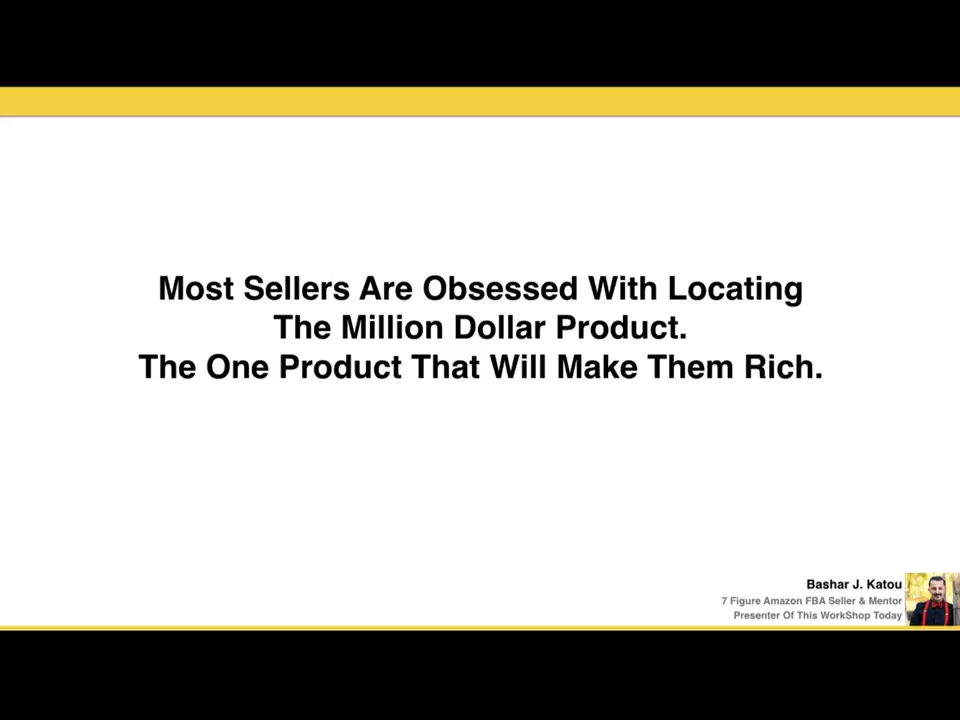 Most Sellers Are Obsessed With Locating
The Million Dollar Product.
The One Product That Will Make Them Rich.
Bashar J. Katou
7 Figure Amazon FBA Seller & Mentor
Presenter Of This WorkShop Today